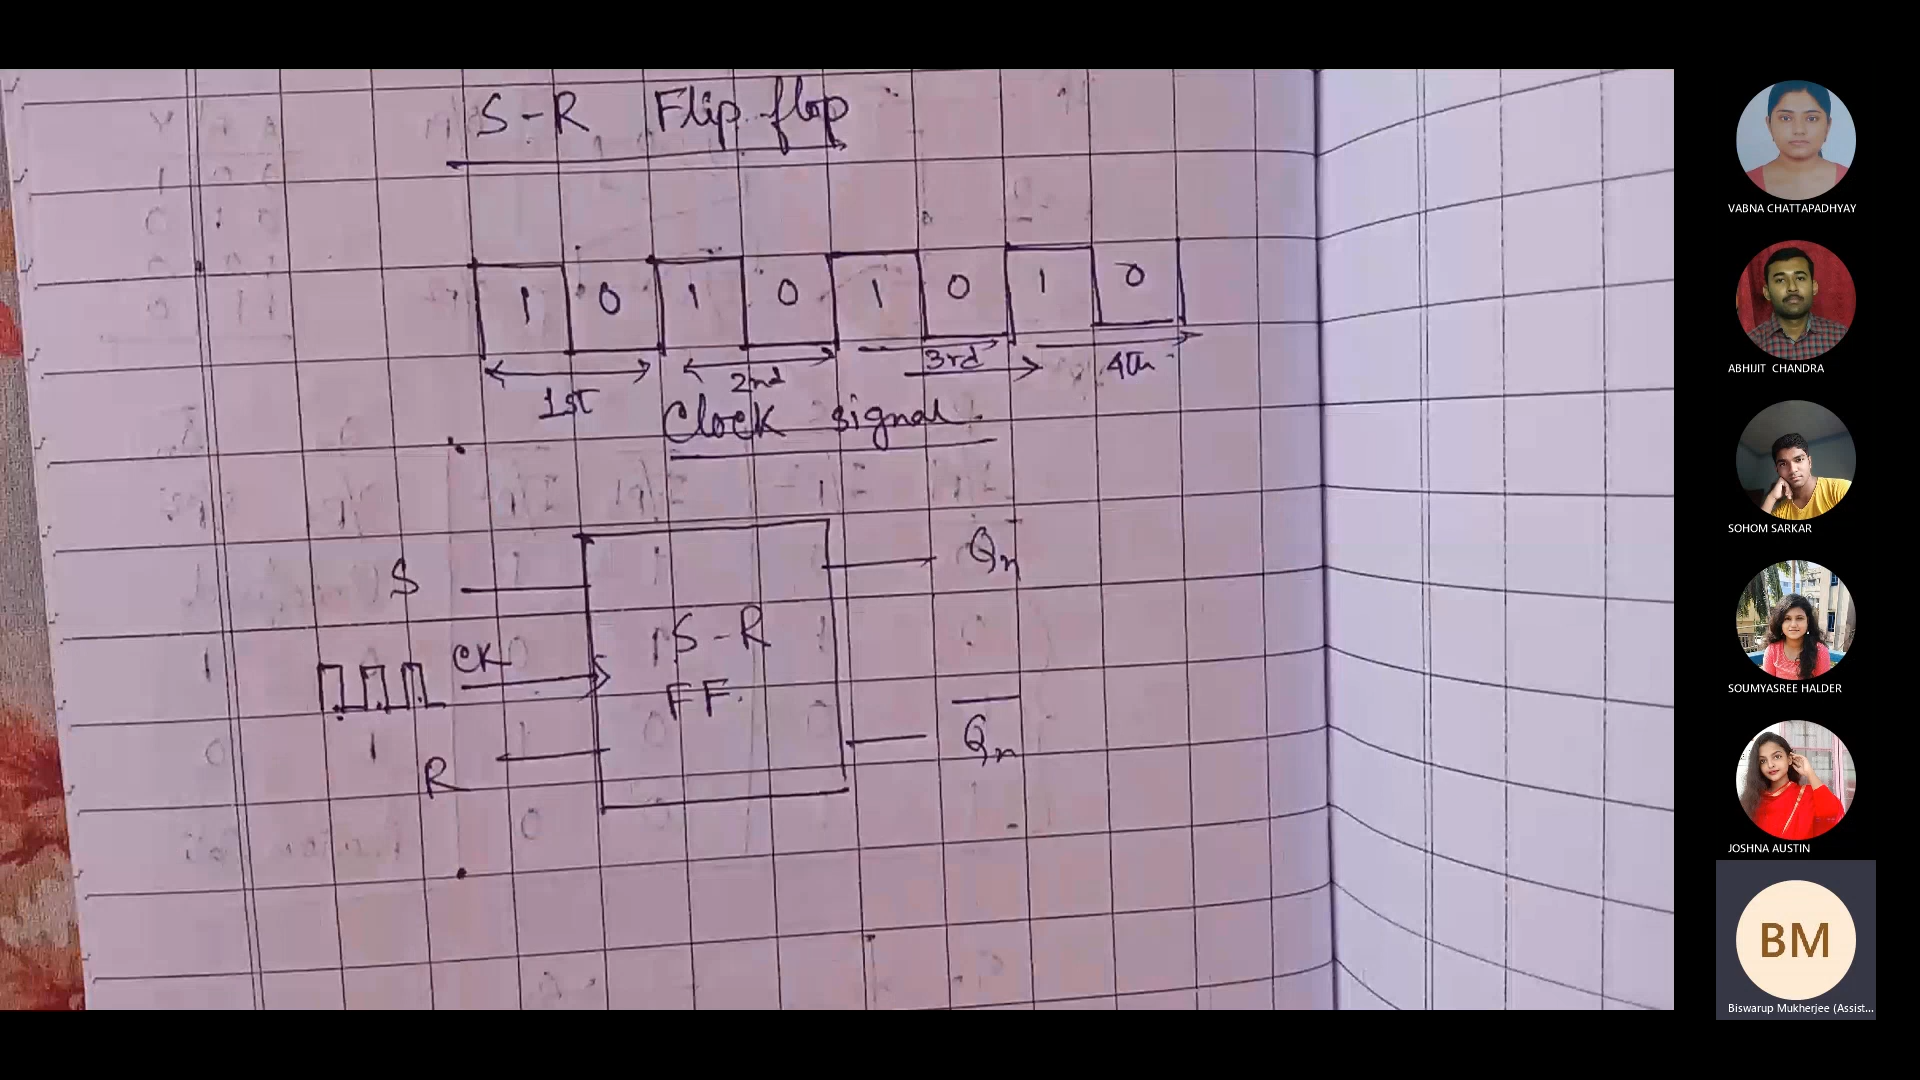 S-R Flip-flop
1 0 1 0 1 0 1 0
1st 2nd 3rd 4th
Clock signal
S
Qn
CK
S-R
FF.
R
Qn
VABNA CHATTAPADHYAY
ABHIJIT CHANDRA
SOHOM SARKAR
SOUMYASREE HALDER
JOSHNA AUSTIN
BM
Biswarup Mukherjee (Assist...